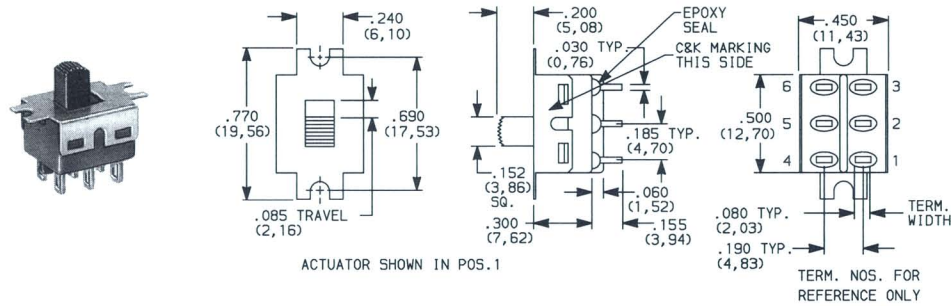 .240
(6,10)
.770
(19,56)
.690
(17,53)
.085 TRAVEL
(2,16)
ACTUATOR SHOWN IN POS.1
.200
(5,08)
EPOXY
SEAL
.030 TYP.
(0,76)
C&K MARKING
THIS SIDE
.185 TYP.
(4,70)
.152
(3,86)
SQ.
.060
(1,52)
.300
(7,62)
.155
(3,94)
.450
(11,43)
6 3
.500
(12,70)
5 2
4 1
.080 TYP.
(2,03)
TERM.
WIDTH
.190 TYP.
(4,83)
TERM. NOS. FOR
REFERENCE ONLY